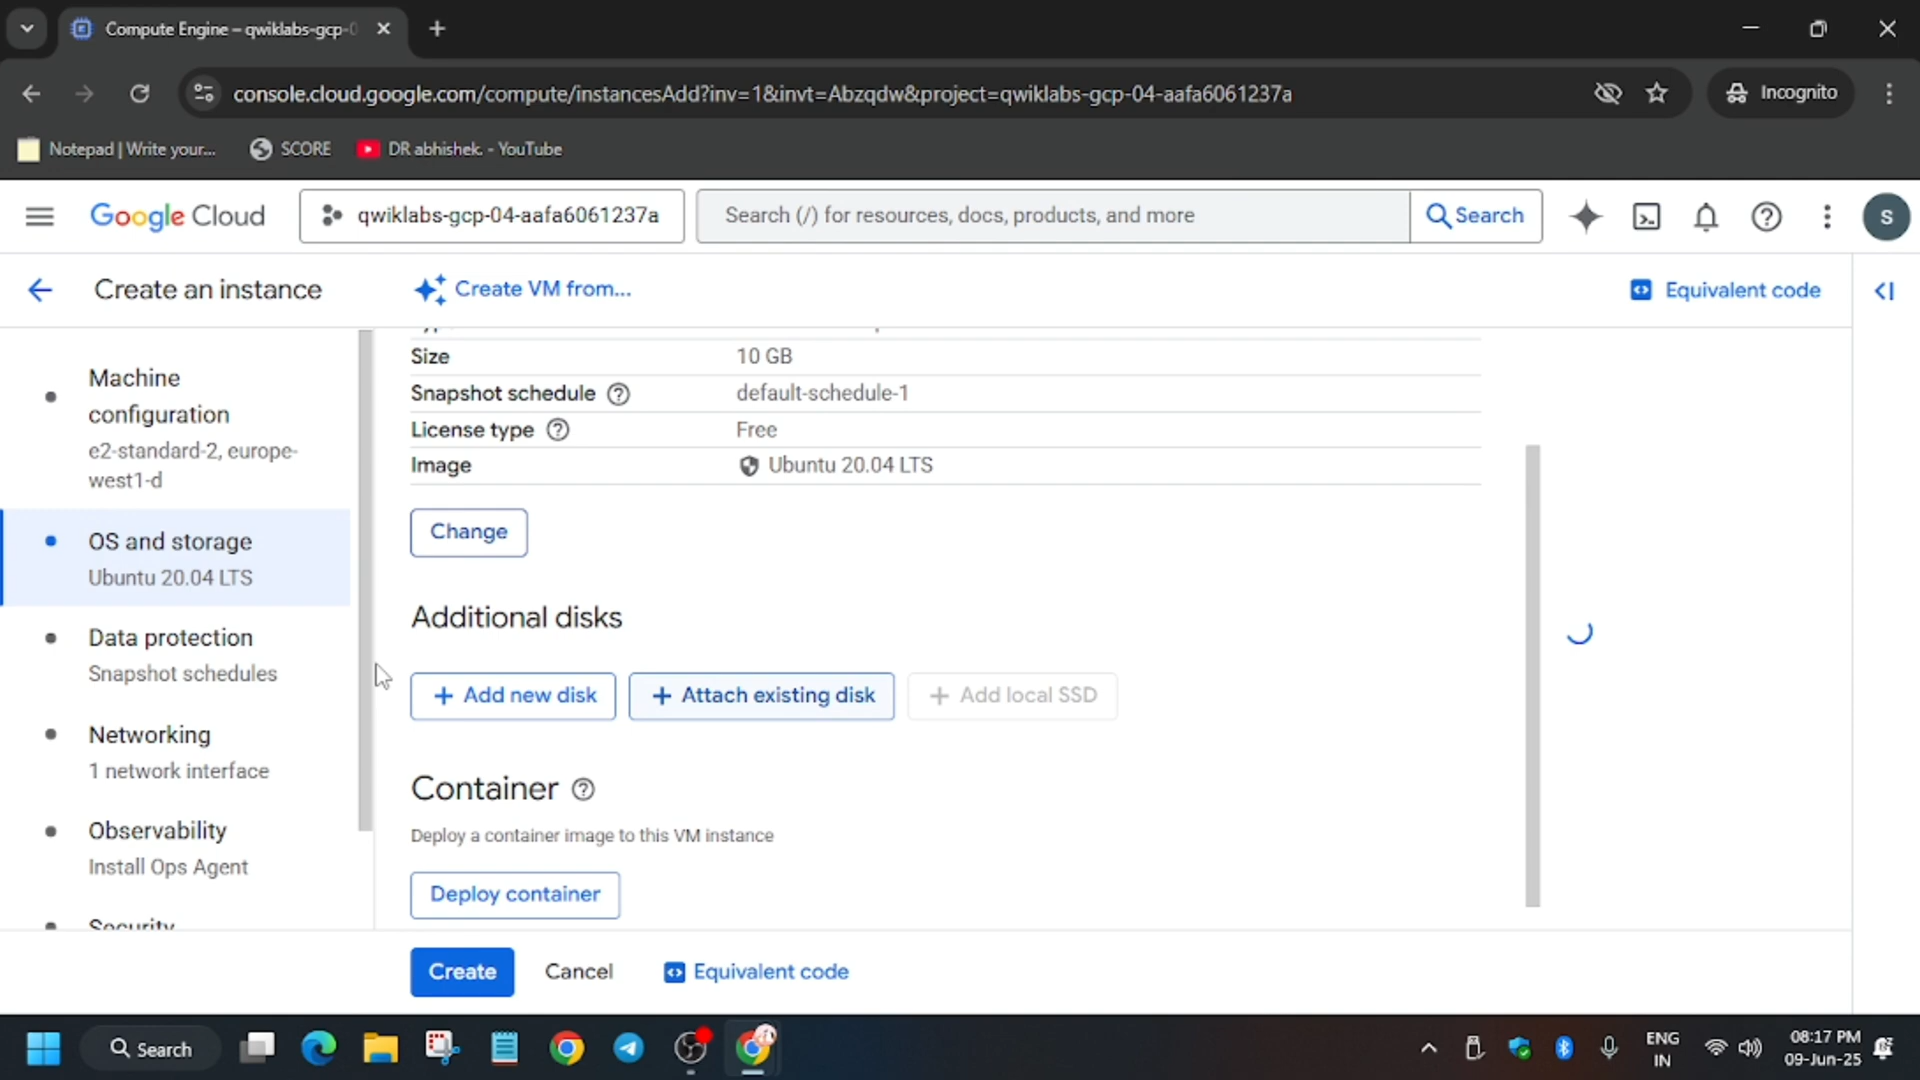 Compute Engine – qwiklabs-gcp-0
console.cloud.google.com/compute/instancesAdd?inv=1&invt=Abzqdw&project=qwiklabs-gcp-04-aafa6061237a
Incognito
Notepad | Write your...
SCORE
DR abhishek. - YouTube
Google Cloud
qwiklabs-gcp-04-aafa6061237a
Search (/) for resources, docs, products, and more
Search
S
Create an instance
Create VM from...
Equivalent code
Machine
configuration
e2-standard-2, europe-
west1-d
OS and storage
Ubuntu 20.04 LTS
Data protection
Snapshot schedules
Networking
1 network interface
Observability
Install Ops Agent
Security
Size
10 GB
Snapshot schedule
default-schedule-1
License type
Free
Image
Ubuntu 20.04 LTS
Change
Additional disks
+ Add new disk
+ Attach existing disk
+ Add local SSD
Container
Deploy a container image to this VM instance
Deploy container
Create
Cancel
Equivalent code
Search
ENG
IN
08:17 PM
09-Jun-25